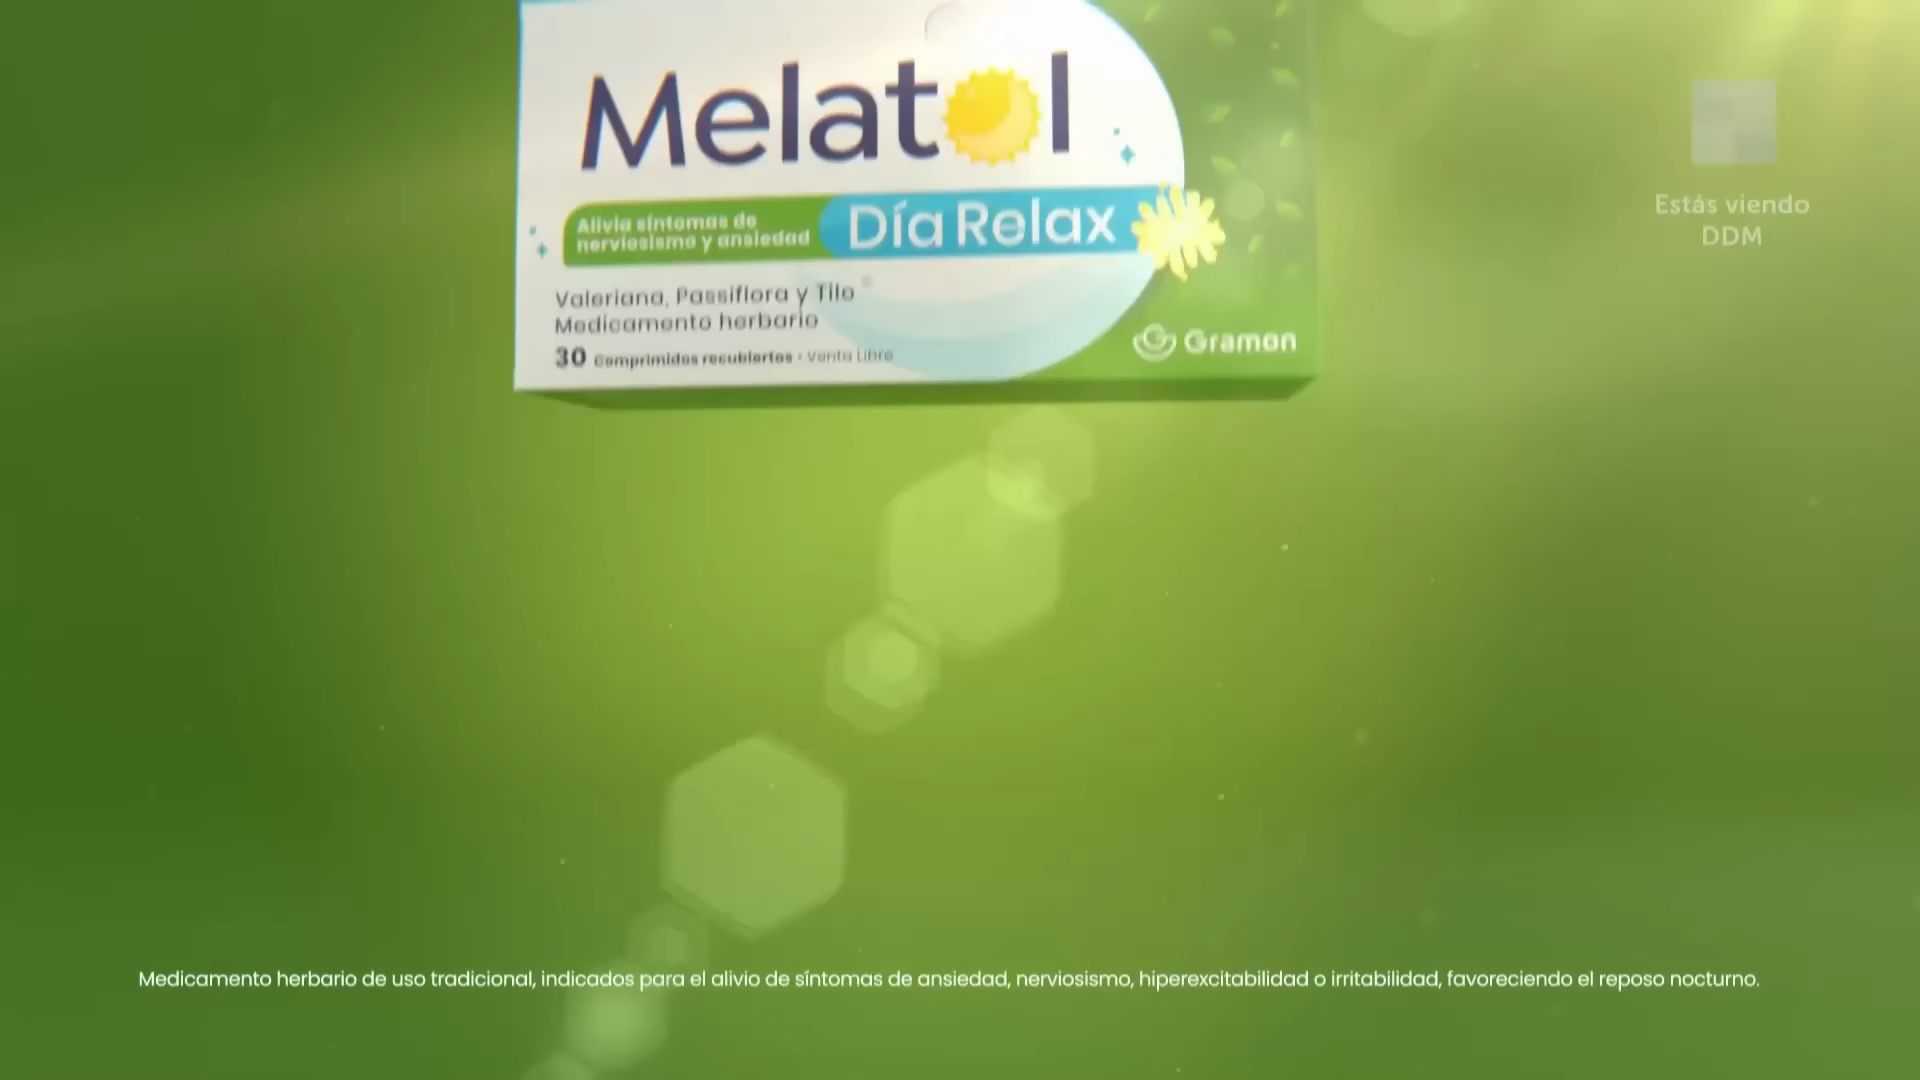 Melatol
Alivia síntomas de
nerviosismo y ansiedad
Día Relax
Valeriana, Passiflora y Tilo
Medicamento herbario
30 Comprimidos recubiertos • Venta Libre
Gramon
Estás viendo
DDM
Medicamento herbario de uso tradicional, indicados para el alivio de síntomas de ansiedad, nerviosismo, hiperexcitabilidad o irritabilidad, favoreciendo el reposo nocturno.